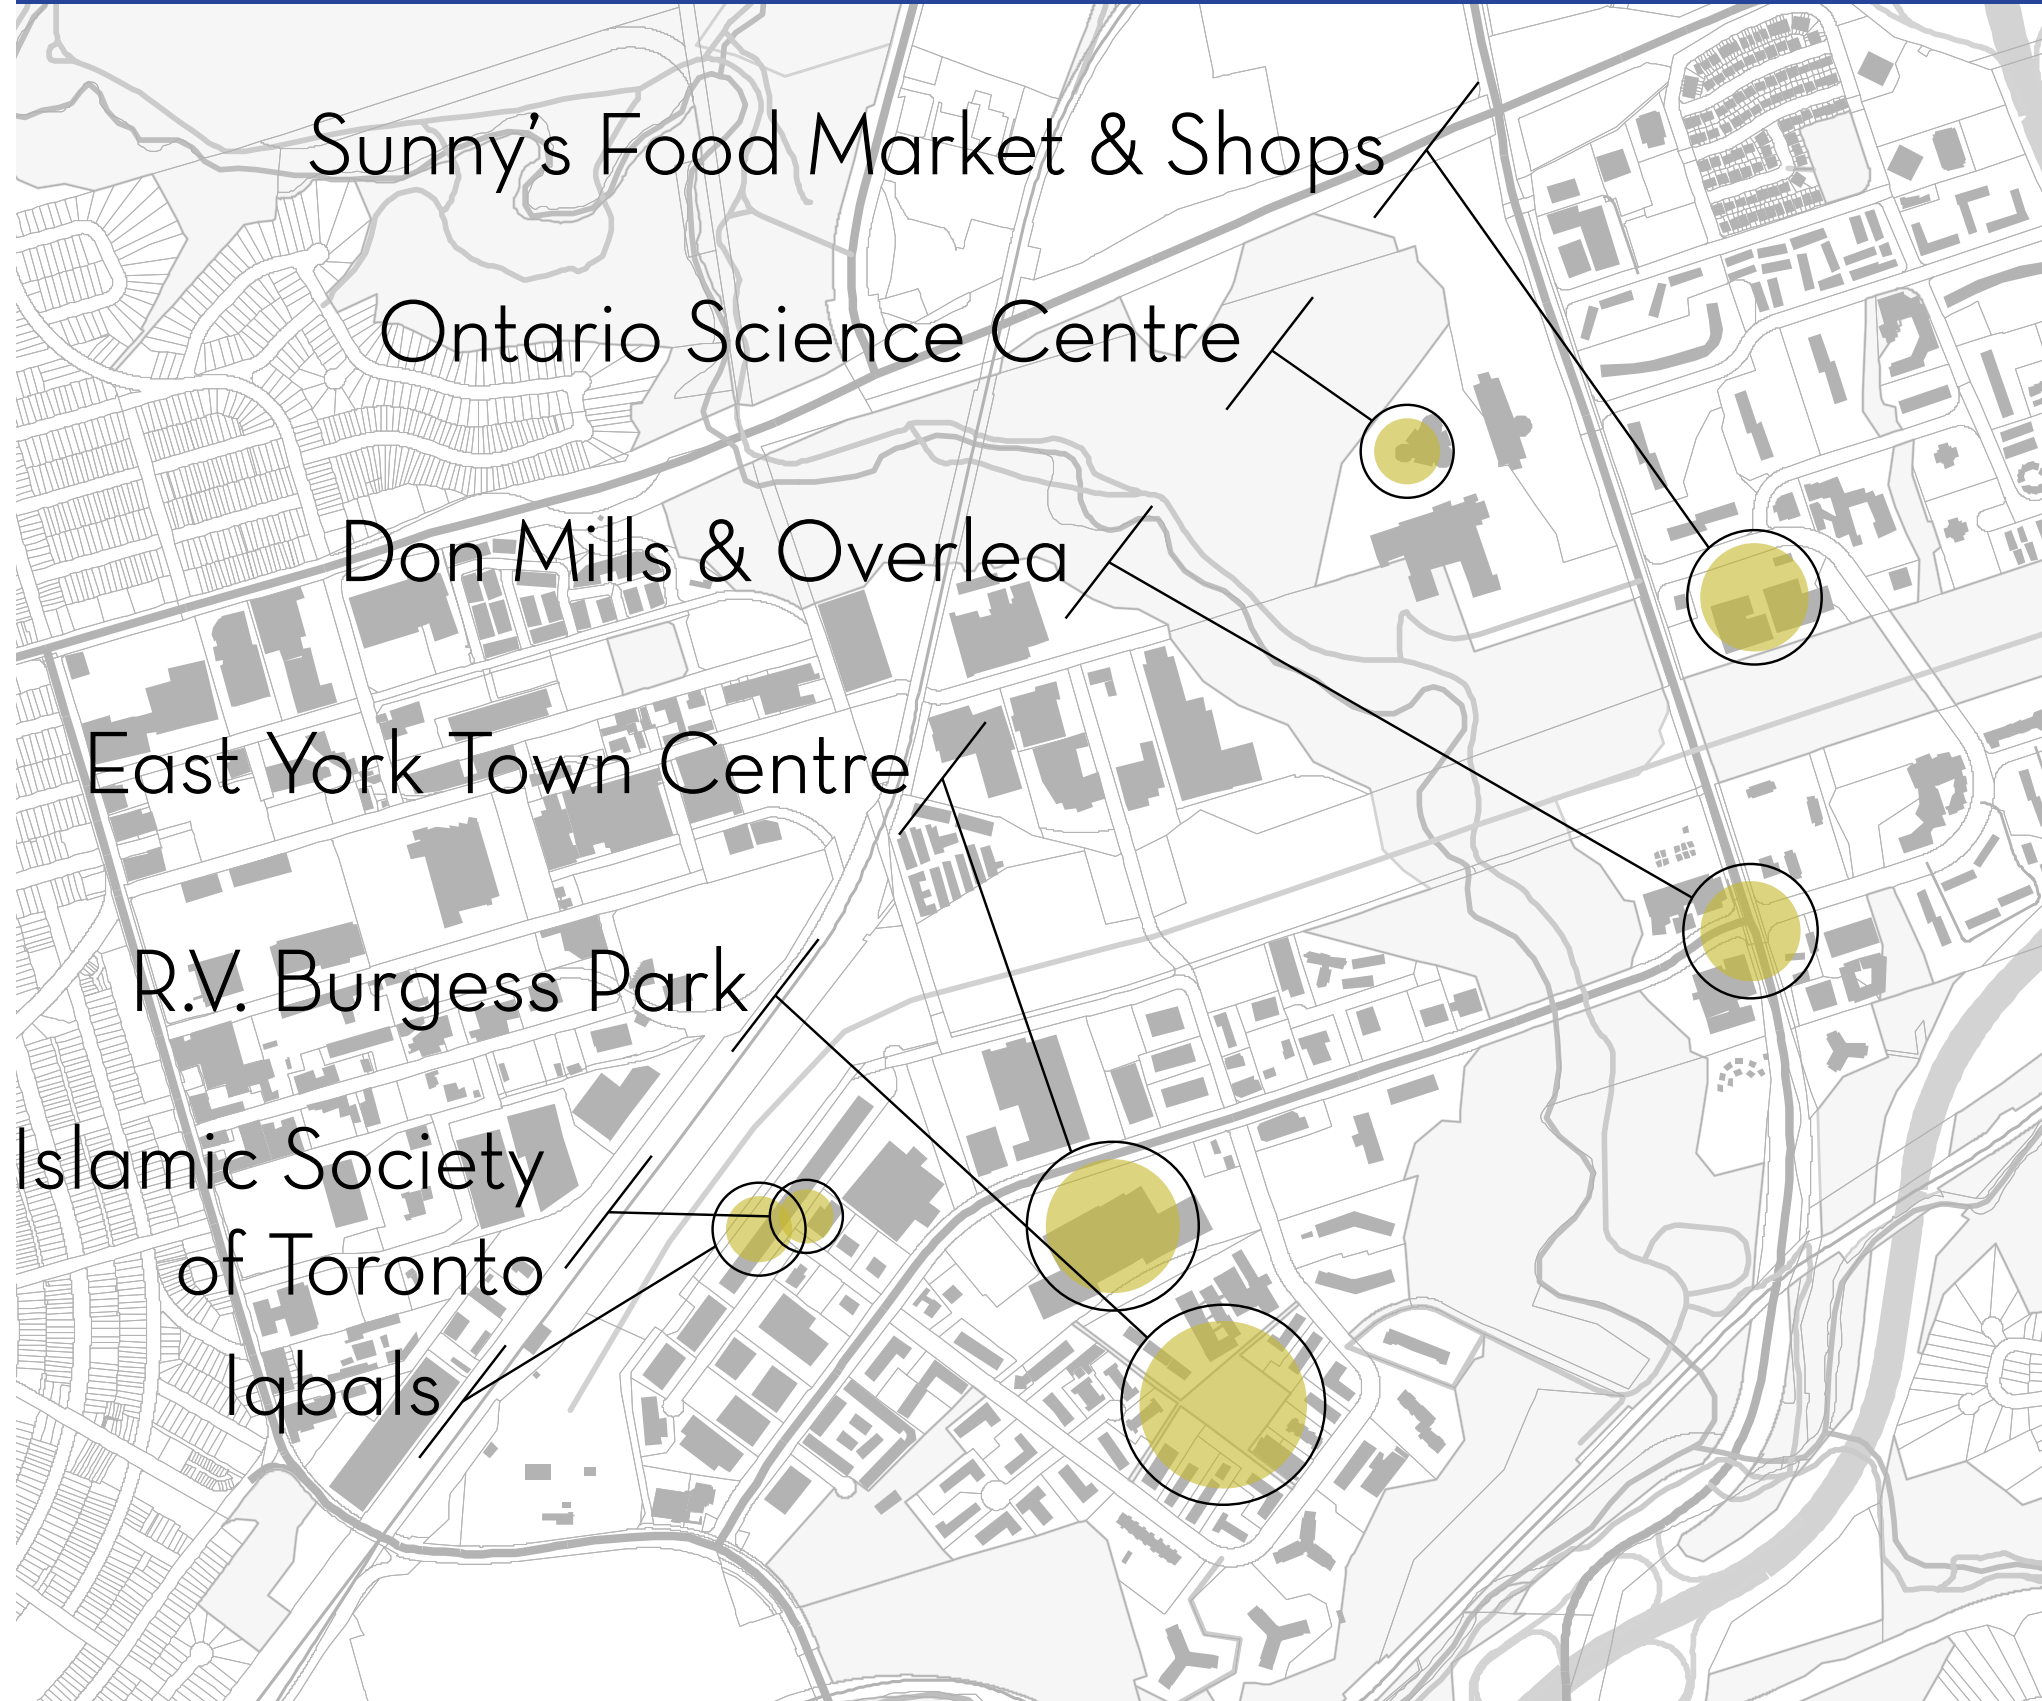 Sunny's Food Market & Shops
Ontario Science Centre
Don Mills & Overlea
East York Town Centre
R.V. Burgess Park
Islamic Society
of Toronto
Iqbals